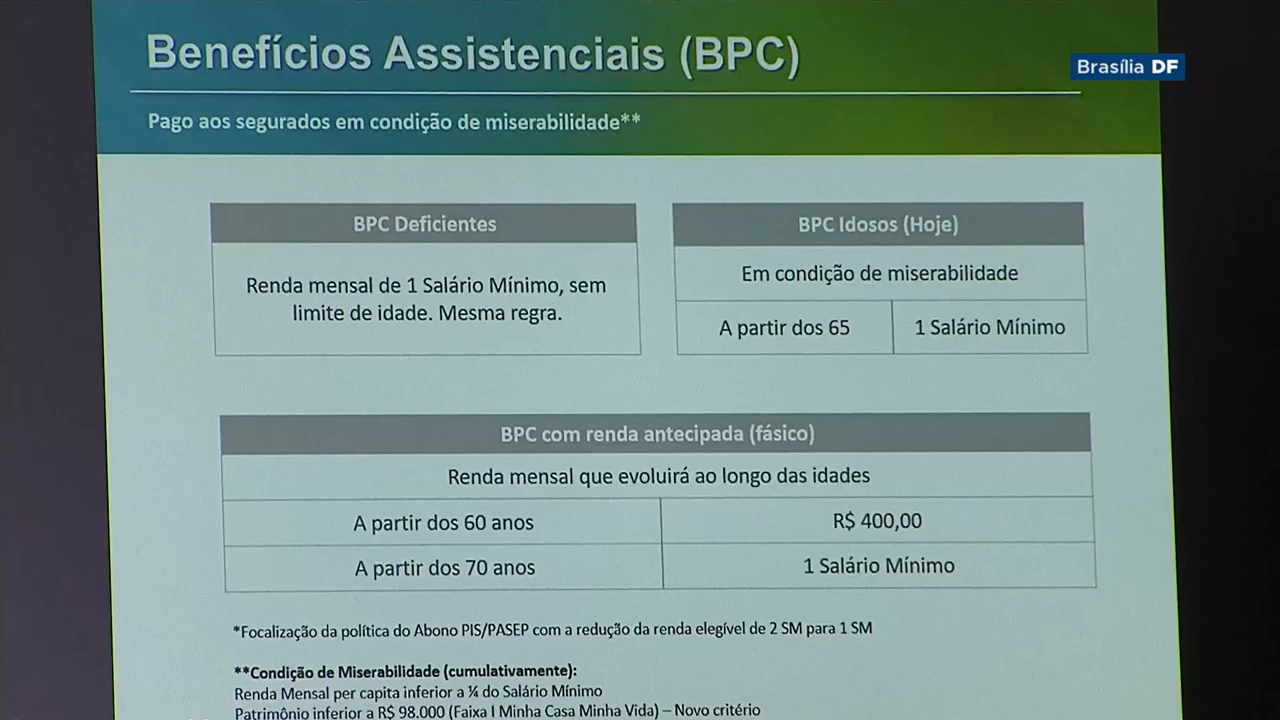 Benefícios Assistenciais (BPC)
Brasília DF
Pago aos segurados em condição de miserabilidade**
BPC Deficientes
Renda mensal de 1 Salário Mínimo, sem
limite de idade. Mesma regra.
BPC Idosos (Hoje)
Em condição de miserabilidade
A partir dos 65 1 Salário Mínimo
BPC com renda antecipada (fásico)
Renda mensal que evoluirá ao longo das idades
A partir dos 60 anos R$ 400,00
A partir dos 70 anos 1 Salário Mínimo
*Focalização da política do Abono PIS/PASEP com a redução da renda elegível de 2 SM para 1 SM
**Condição de Miserabilidade (cumulativamente):
Renda Mensal per capita inferior a ¼ do Salário Mínimo
Patrimônio inferior a R$ 98.000 (Faixa I Minha Casa Minha Vida) – Novo critério